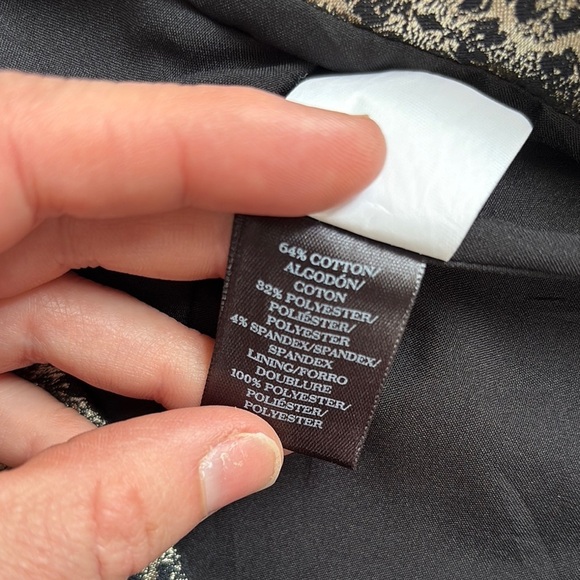 64% COTTON/
ALGODÓN/
COTON
32% POLYESTER/
POLIÉSTER/
POLYESTER
4% SPANDEX/SPANDEX/
SPANDEX
LINING/FORRO
DOUBLURE
100% POLYESTER/
POLIÉSTER/
POLYESTER